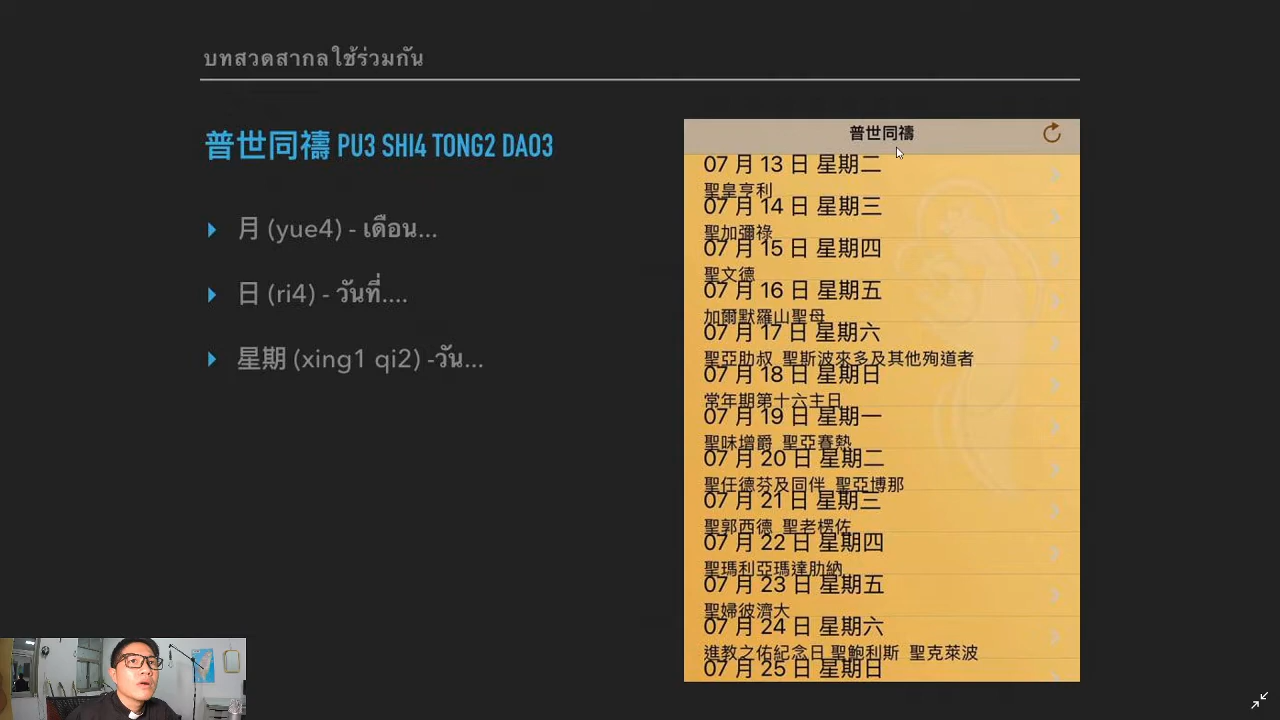 บทสวดสากลใช้ร่วมกัน
普世同禱 PU3 SHI4 TONG2 DAO3
月 (yue4) - เดือน...
日 (ri4) - วันที่....
星期 (xing1 qi2) -วัน...
普世同禱
07 月 13 日 星期二
聖皇亨利
07 月 14 日 星期三
聖加彌祿
07 月 15 日 星期四
聖文德
07 月 16 日 星期五
加爾默羅山聖母
07 月 17 日 星期六
聖亞肋叔 聖斯波來多及其他殉道者
07 月 18 日 星期日
常年期第十六主日
07 月 19 日 星期一
聖味增爵 聖亞賽熱
07 月 20 日 星期二
聖任德芬及同伴 聖亞博那
07 月 21 日 星期三
聖郭西德 聖老楞佐
07 月 22 日 星期四
聖瑪利亞瑪達肋納
07 月 23 日 星期五
聖婦彼濟大
07 月 24 日 星期六
進教之佑紀念日 聖鮑利斯 聖克萊波
07 月 25 日 星期日